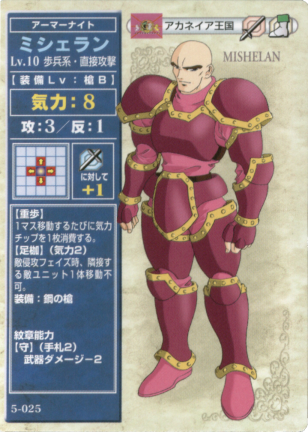 アーマーナイト
ミシェラン
Lv.10 歩兵系・直接攻撃
【装備Lv：槍B】
気力：8
攻：3／反：1
に対して
+1
【重歩】
1マス移動するたびに気力
チップを1枚消費する。
【足枷】（気力2）
敵侵攻フェイズ時、隣接す
る敵ユニット1体移動不
可。
装備：鋼の槍
紋章能力
【守】（手札2）
武器ダメージ－2
5-025
アカネイア王国
MISHELAN